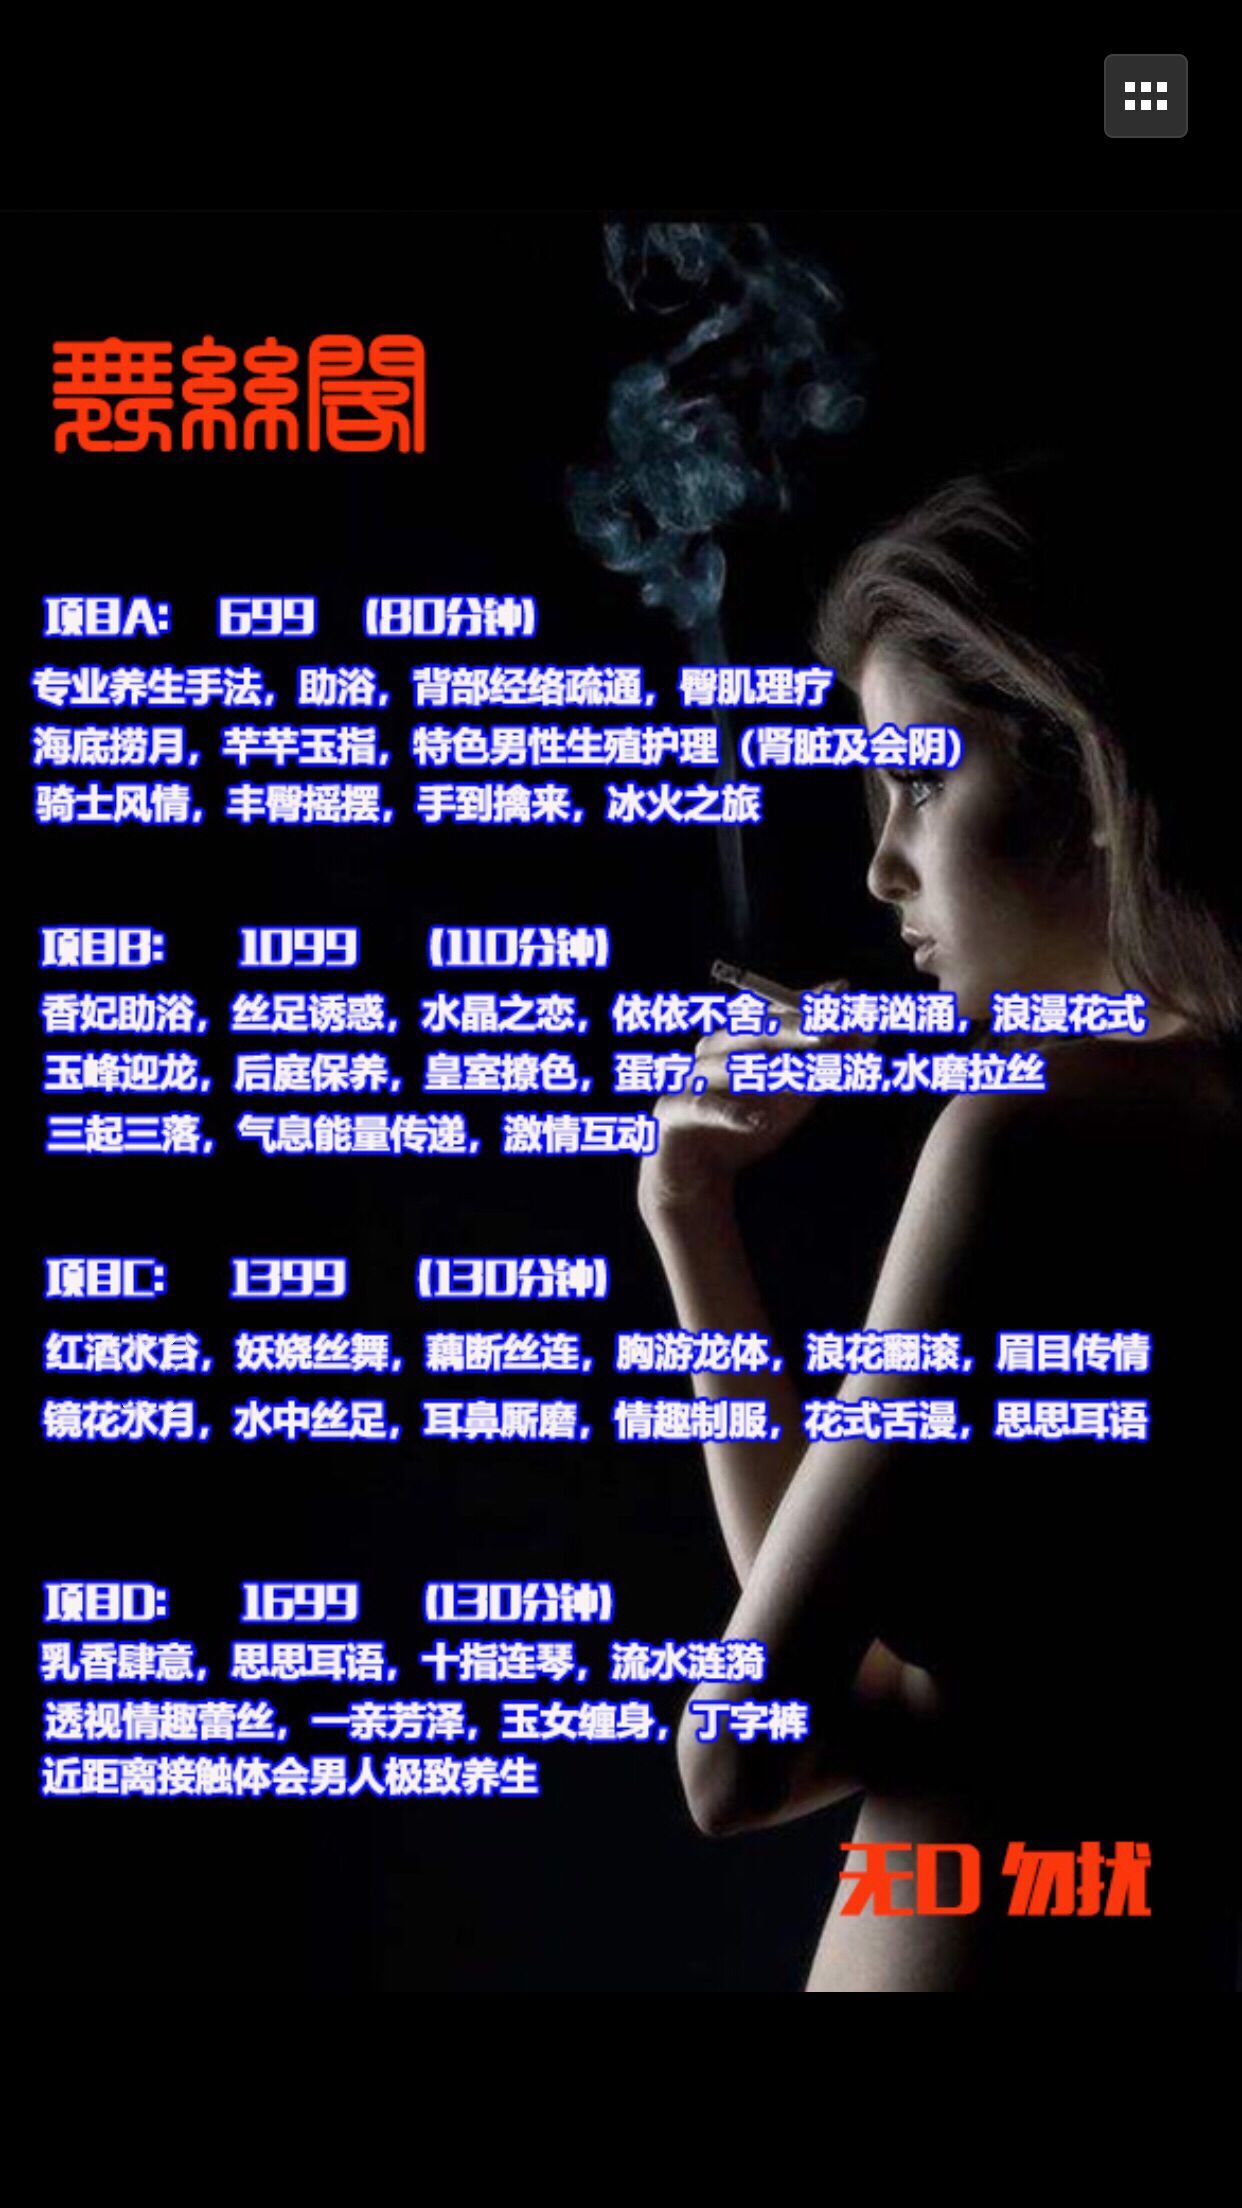 舞絲閣
项目A: 699 (80分钟)
专业养生手法，助浴，背部经络疏通，臀肌理疗
海底捞月，芊芊玉指，特色男性生殖护理（肾脏及会阴）
骑士风情，丰臀摇摆，手到擒来，冰火之旅
项目B: 1099 (110分钟)
香妃助浴，丝足诱惑，水晶之恋，依依不舍，波涛汹涌，浪漫花式
玉峰迎龙，后庭保养，皇室撩色，蛋疗，舌尖漫游,水磨拉丝
三起三落，气息能量传递，激情互动
项目C: 1399 (130分钟)
红酒，妖娆丝舞，藕断丝连，胸游龙体，浪花翻滚，眉目传情
镜花水月，水中丝足，耳鼻厮磨，情趣制服，花式舌漫，思思耳语
项目D: 1699 (130分钟)
乳香肆意，思思耳语，十指连琴，流水涟漪
透视情趣蕾丝，一亲芳泽，玉女缠身，丁字裤
近距离接触体会男人极致养生
无D 勿扰